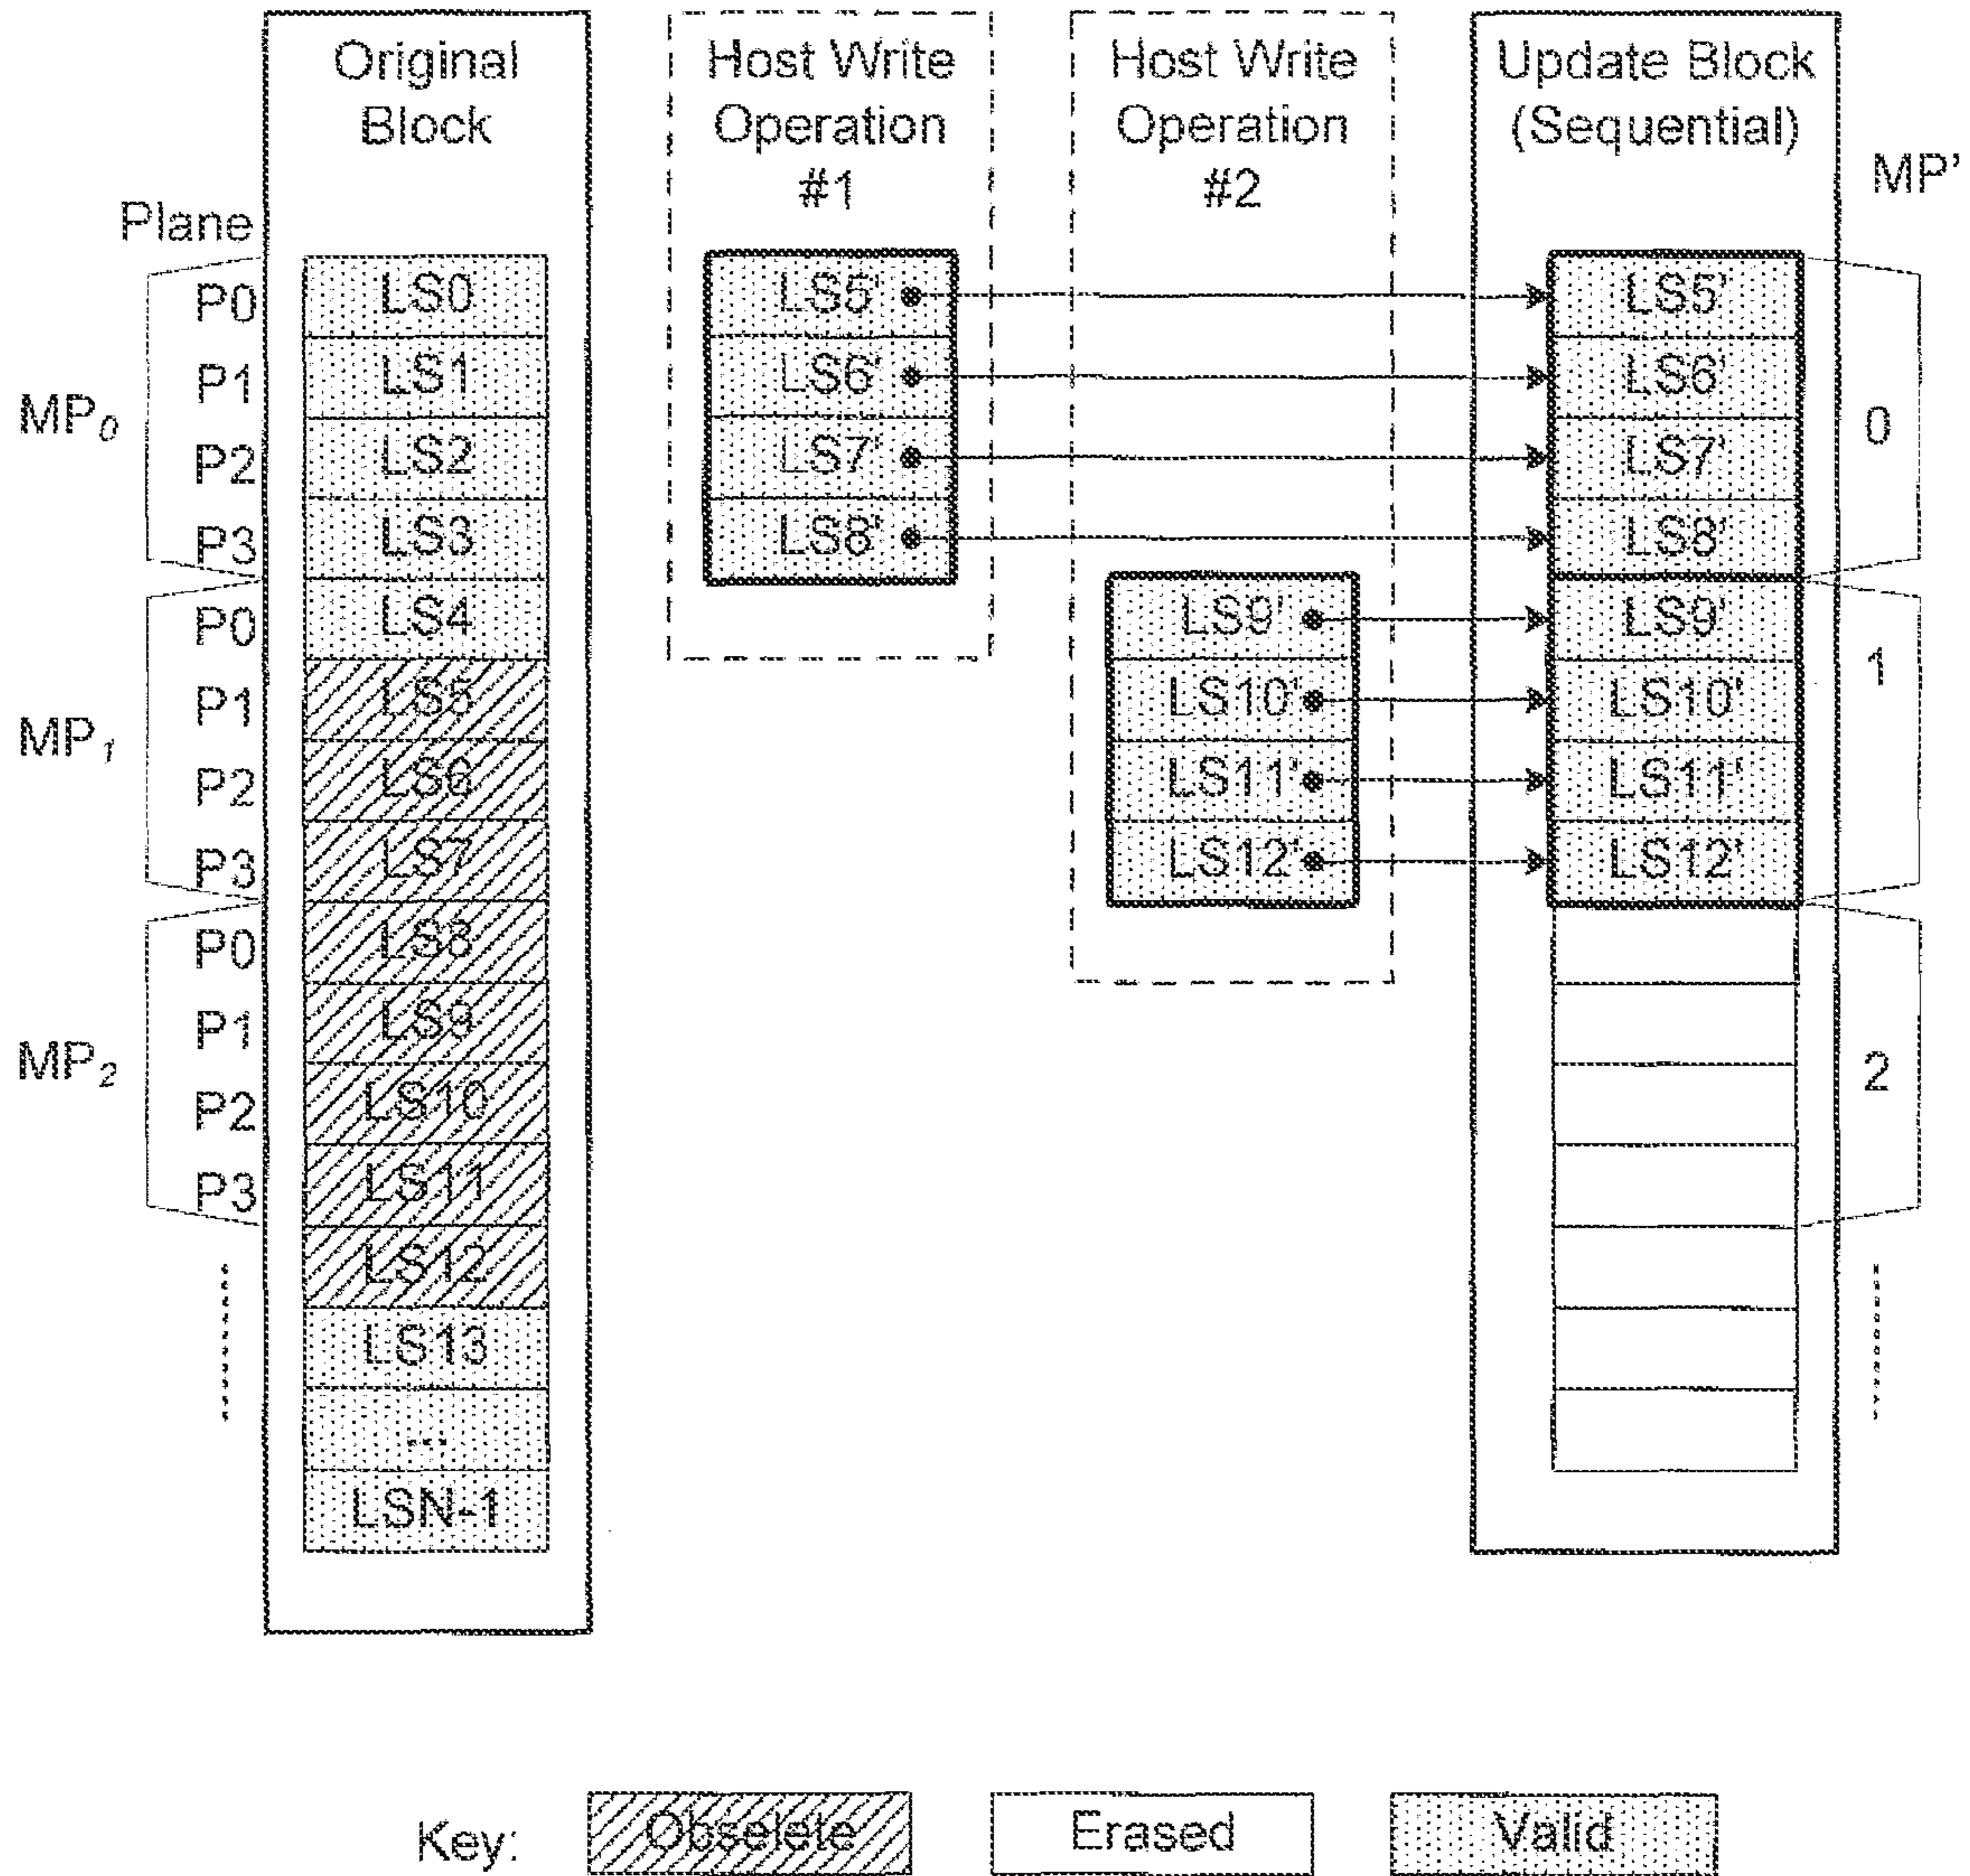 Original
Block
Host Write
Operation
#1
Host Write
Operation
#2
Update Block
(Sequential)
MP'
Plane
MP0
P0
P1
P2
P3
MP1
P0
P1
P2
P3
MP2
P0
P1
P2
P3
LS0
LS1
LS2
LS3
LS4
LS5
LS6
LS7
LS8
LS9
LS10
LS11
LS12
LS13
...
LSN-1
LS5'
LS6'
LS7'
LS8'
LS9'
LS10'
LS11'
LS12'
LS5'
LS6'
LS7'
LS8'
LS9'
LS10'
LS11'
LS12'
0
1
2
Key:
Obselete
Erased
Valid